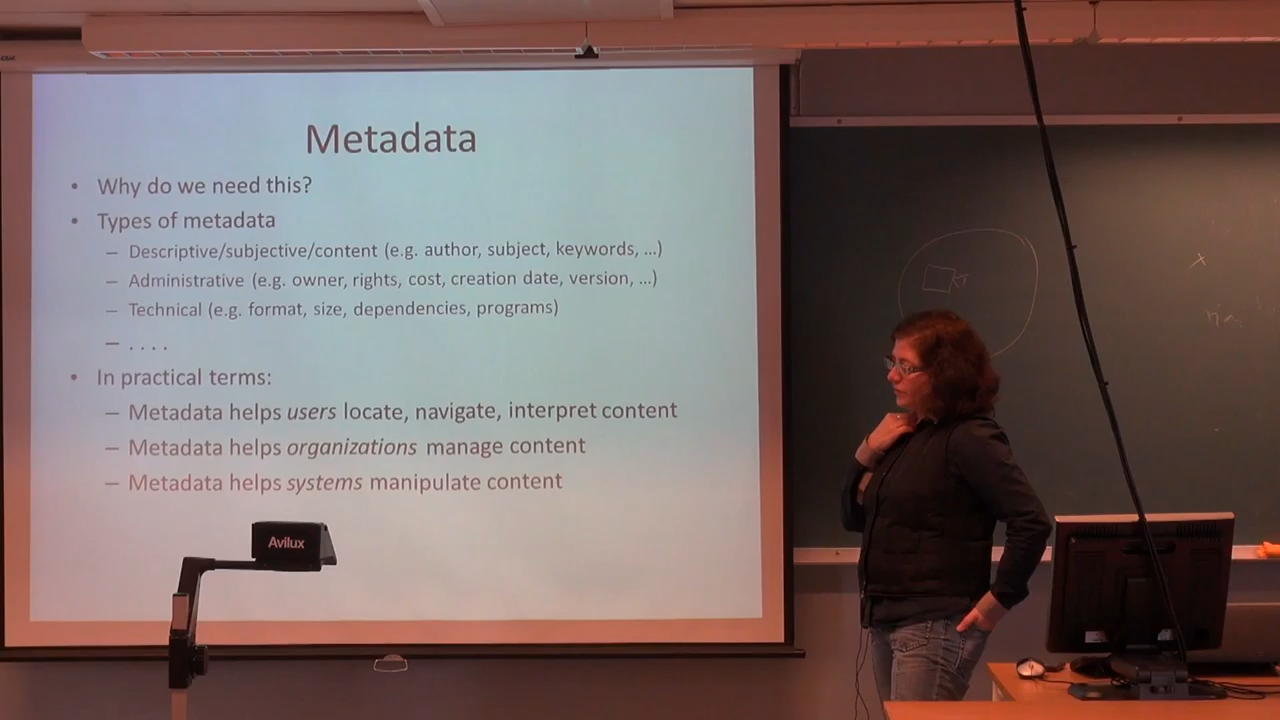 Metadata
• Why do we need this?
• Types of metadata
– Descriptive/subjective/content (e.g. author, subject, keywords, ...)
– Administrative (e.g. owner, rights, cost, creation date, version, ...)
– Technical (e.g. format, size, dependencies, programs)
– . . . .
• In practical terms:
– Metadata helps users locate, navigate, interpret content
– Metadata helps organizations manage content
– Metadata helps systems manipulate content
Avilux